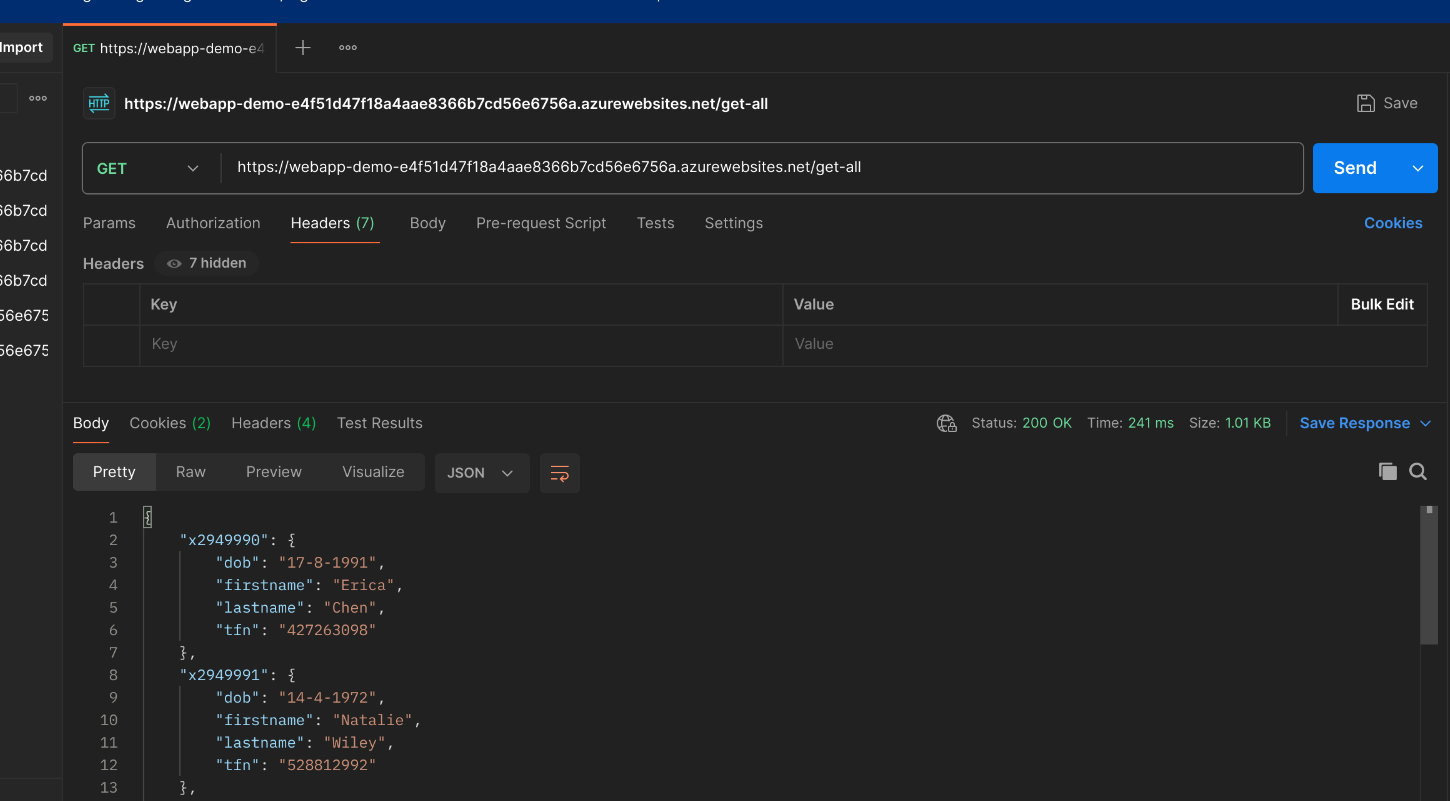 Import
GET https://webapp-demo-e4
HTTP https://webapp-demo-e4f51d47f18a4aae8366b7cd56e6756a.azurewebsites.net/get-all
Save
GET https://webapp-demo-e4f51d47f18a4aae8366b7cd56e6756a.azurewebsites.net/get-all
Send
66b7cd
66b7cd
66b7cd
66b7cd
56e675
56e675
Params Authorization Headers (7) Body Pre-request Script Tests Settings Cookies
Headers 7 hidden
Key Value Bulk Edit
Key Value
Body Cookies (2) Headers (4) Test Results Status: 200 OK Time: 241 ms Size: 1.01 KB Save Response
Pretty Raw Preview Visualize JSON
1 {
2 "x2949990": {
3 "dob": "17-8-1991",
4 "firstname": "Erica",
5 "lastname": "Chen",
6 "tfn": "427263098"
7 },
8 "x2949991": {
9 "dob": "14-4-1972",
10 "firstname": "Natalie",
11 "lastname": "Wiley",
12 "tfn": "528812992"
13 },